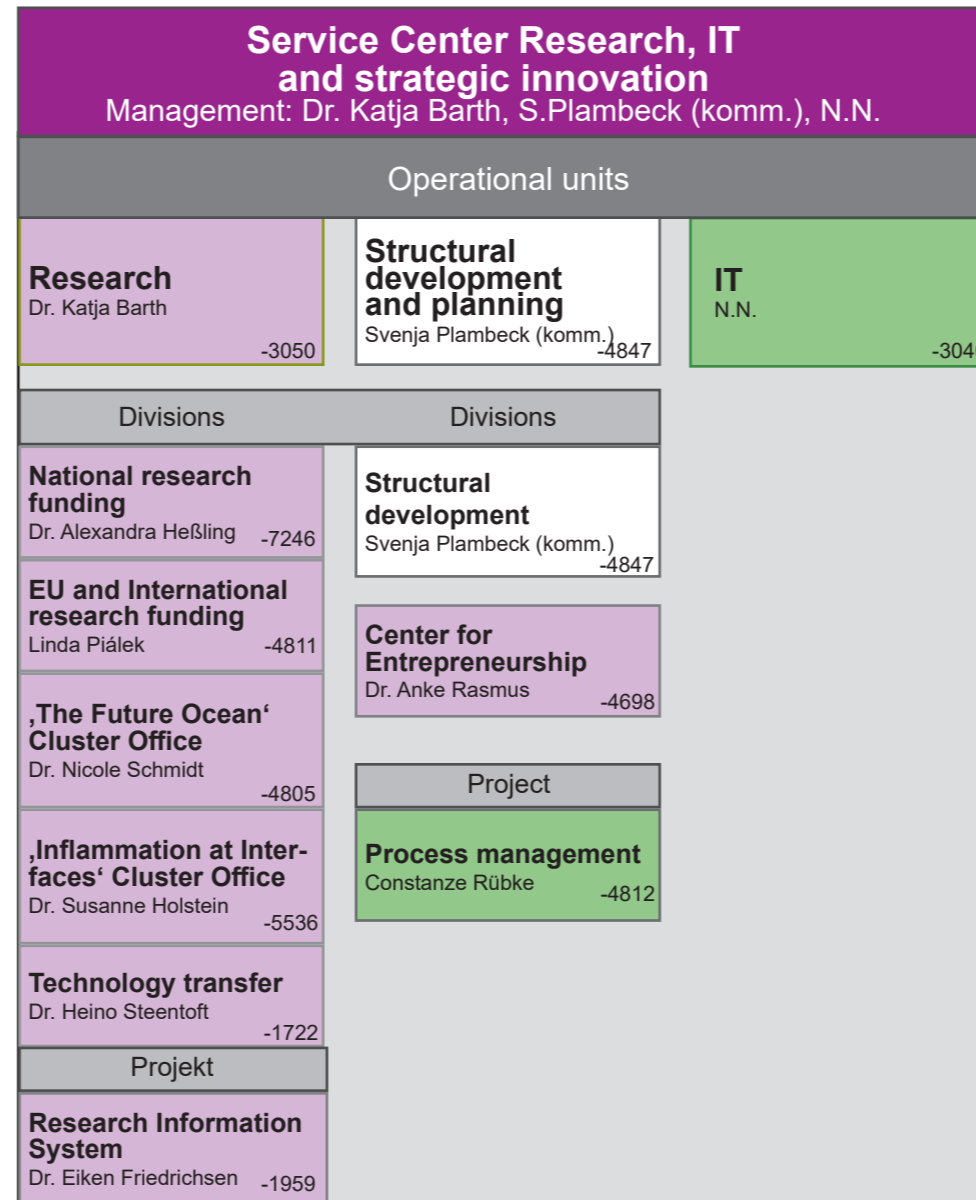 Service Center Research, IT
and strategic innovation
Management: Dr. Katja Barth, S.Plambeck (komm.), N.N.
Operational units
Research
Dr. Katja Barth
-3050
Structural
development
and planning
Svenja Plambeck (komm.)
-4847
IT
N.N.
-304
Divisions
National research
funding
Dr. Alexandra Heßling -7246
EU and International
research funding
Linda Piálek -4811
‚The Future Ocean‘
Cluster Office
Dr. Nicole Schmidt
-4805
‚Inflammation at Inter-
faces‘ Cluster Office
Dr. Susanne Holstein
-5536
Technology transfer
Dr. Heino Steentoft
-1722
Projekt
Research Information
System
Dr. Eiken Friedrichsen -1959
Divisions
Structural
development
Svenja Plambeck (komm.)
-4847
Center for
Entrepreneurship
Dr. Anke Rasmus -4698
Project
Process management
Constanze Rübke -4812